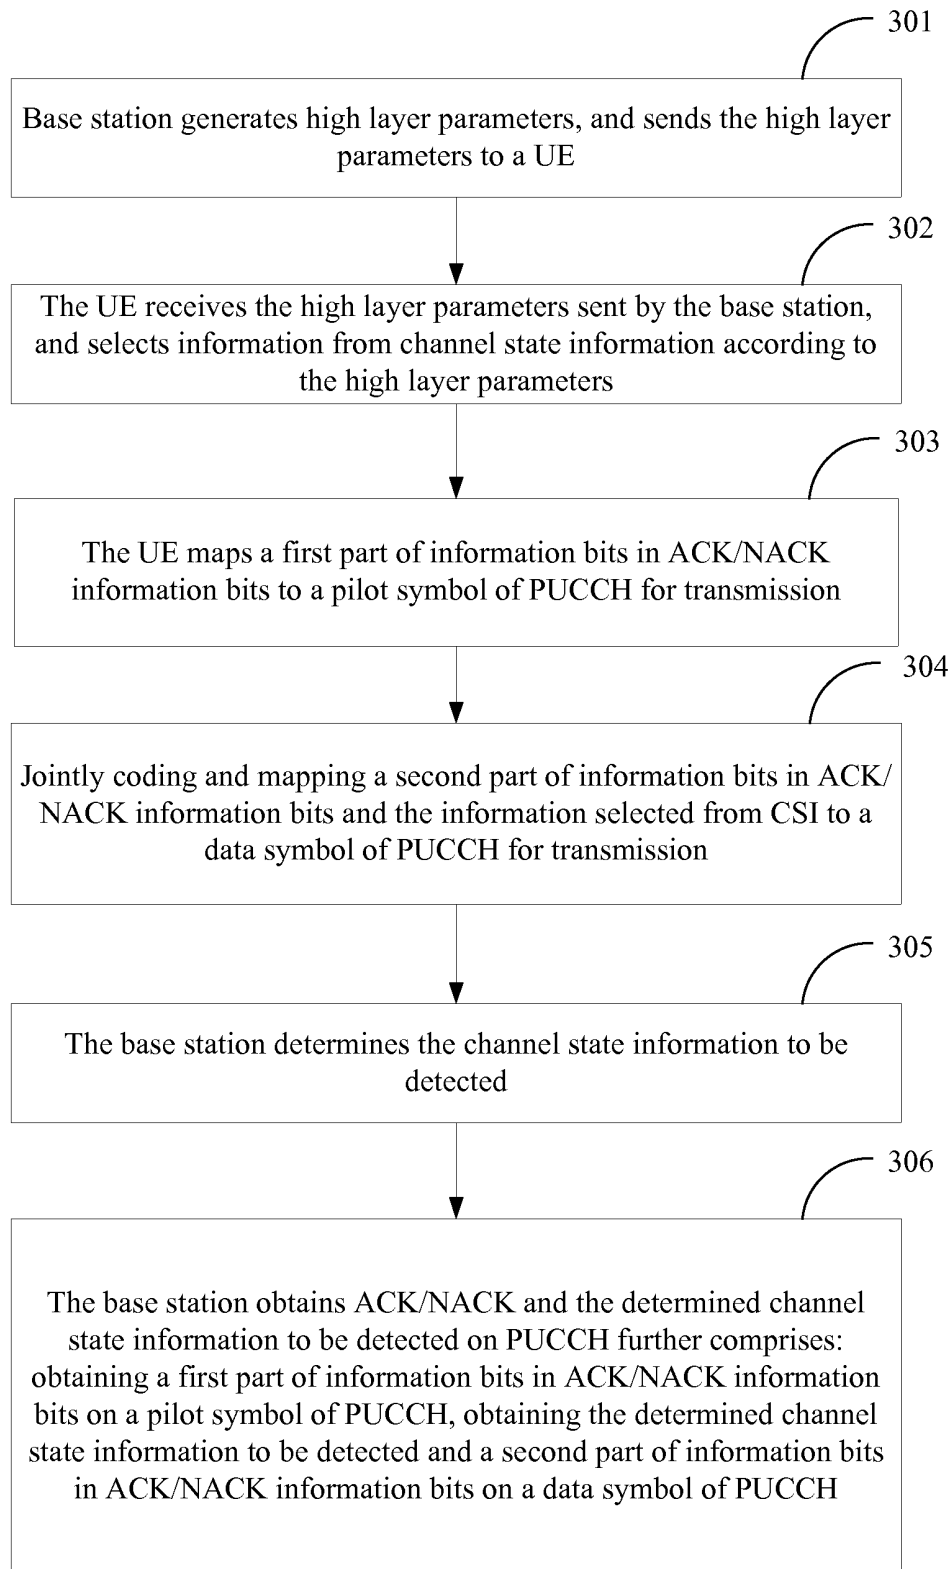 301
Base station generates high layer parameters, and sends the high layer
parameters to a UE
302
The UE receives the high layer parameters sent by the base station,
and selects information from channel state information according to
the high layer parameters
303
The UE maps a first part of information bits in ACK/NACK
information bits to a pilot symbol of PUCCH for transmission
304
Jointly coding and mapping a second part of information bits in ACK/
NACK information bits and the information selected from CSI to a
data symbol of PUCCH for transmission
305
The base station determines the channel state information to be
detected
306
The base station obtains ACK/NACK and the determined channel
state information to be detected on PUCCH further comprises:
obtaining a first part of information bits in ACK/NACK information
bits on a pilot symbol of PUCCH, obtaining the determined channel
state information to be detected and a second part of information bits
in ACK/NACK information bits on a data symbol of PUCCH